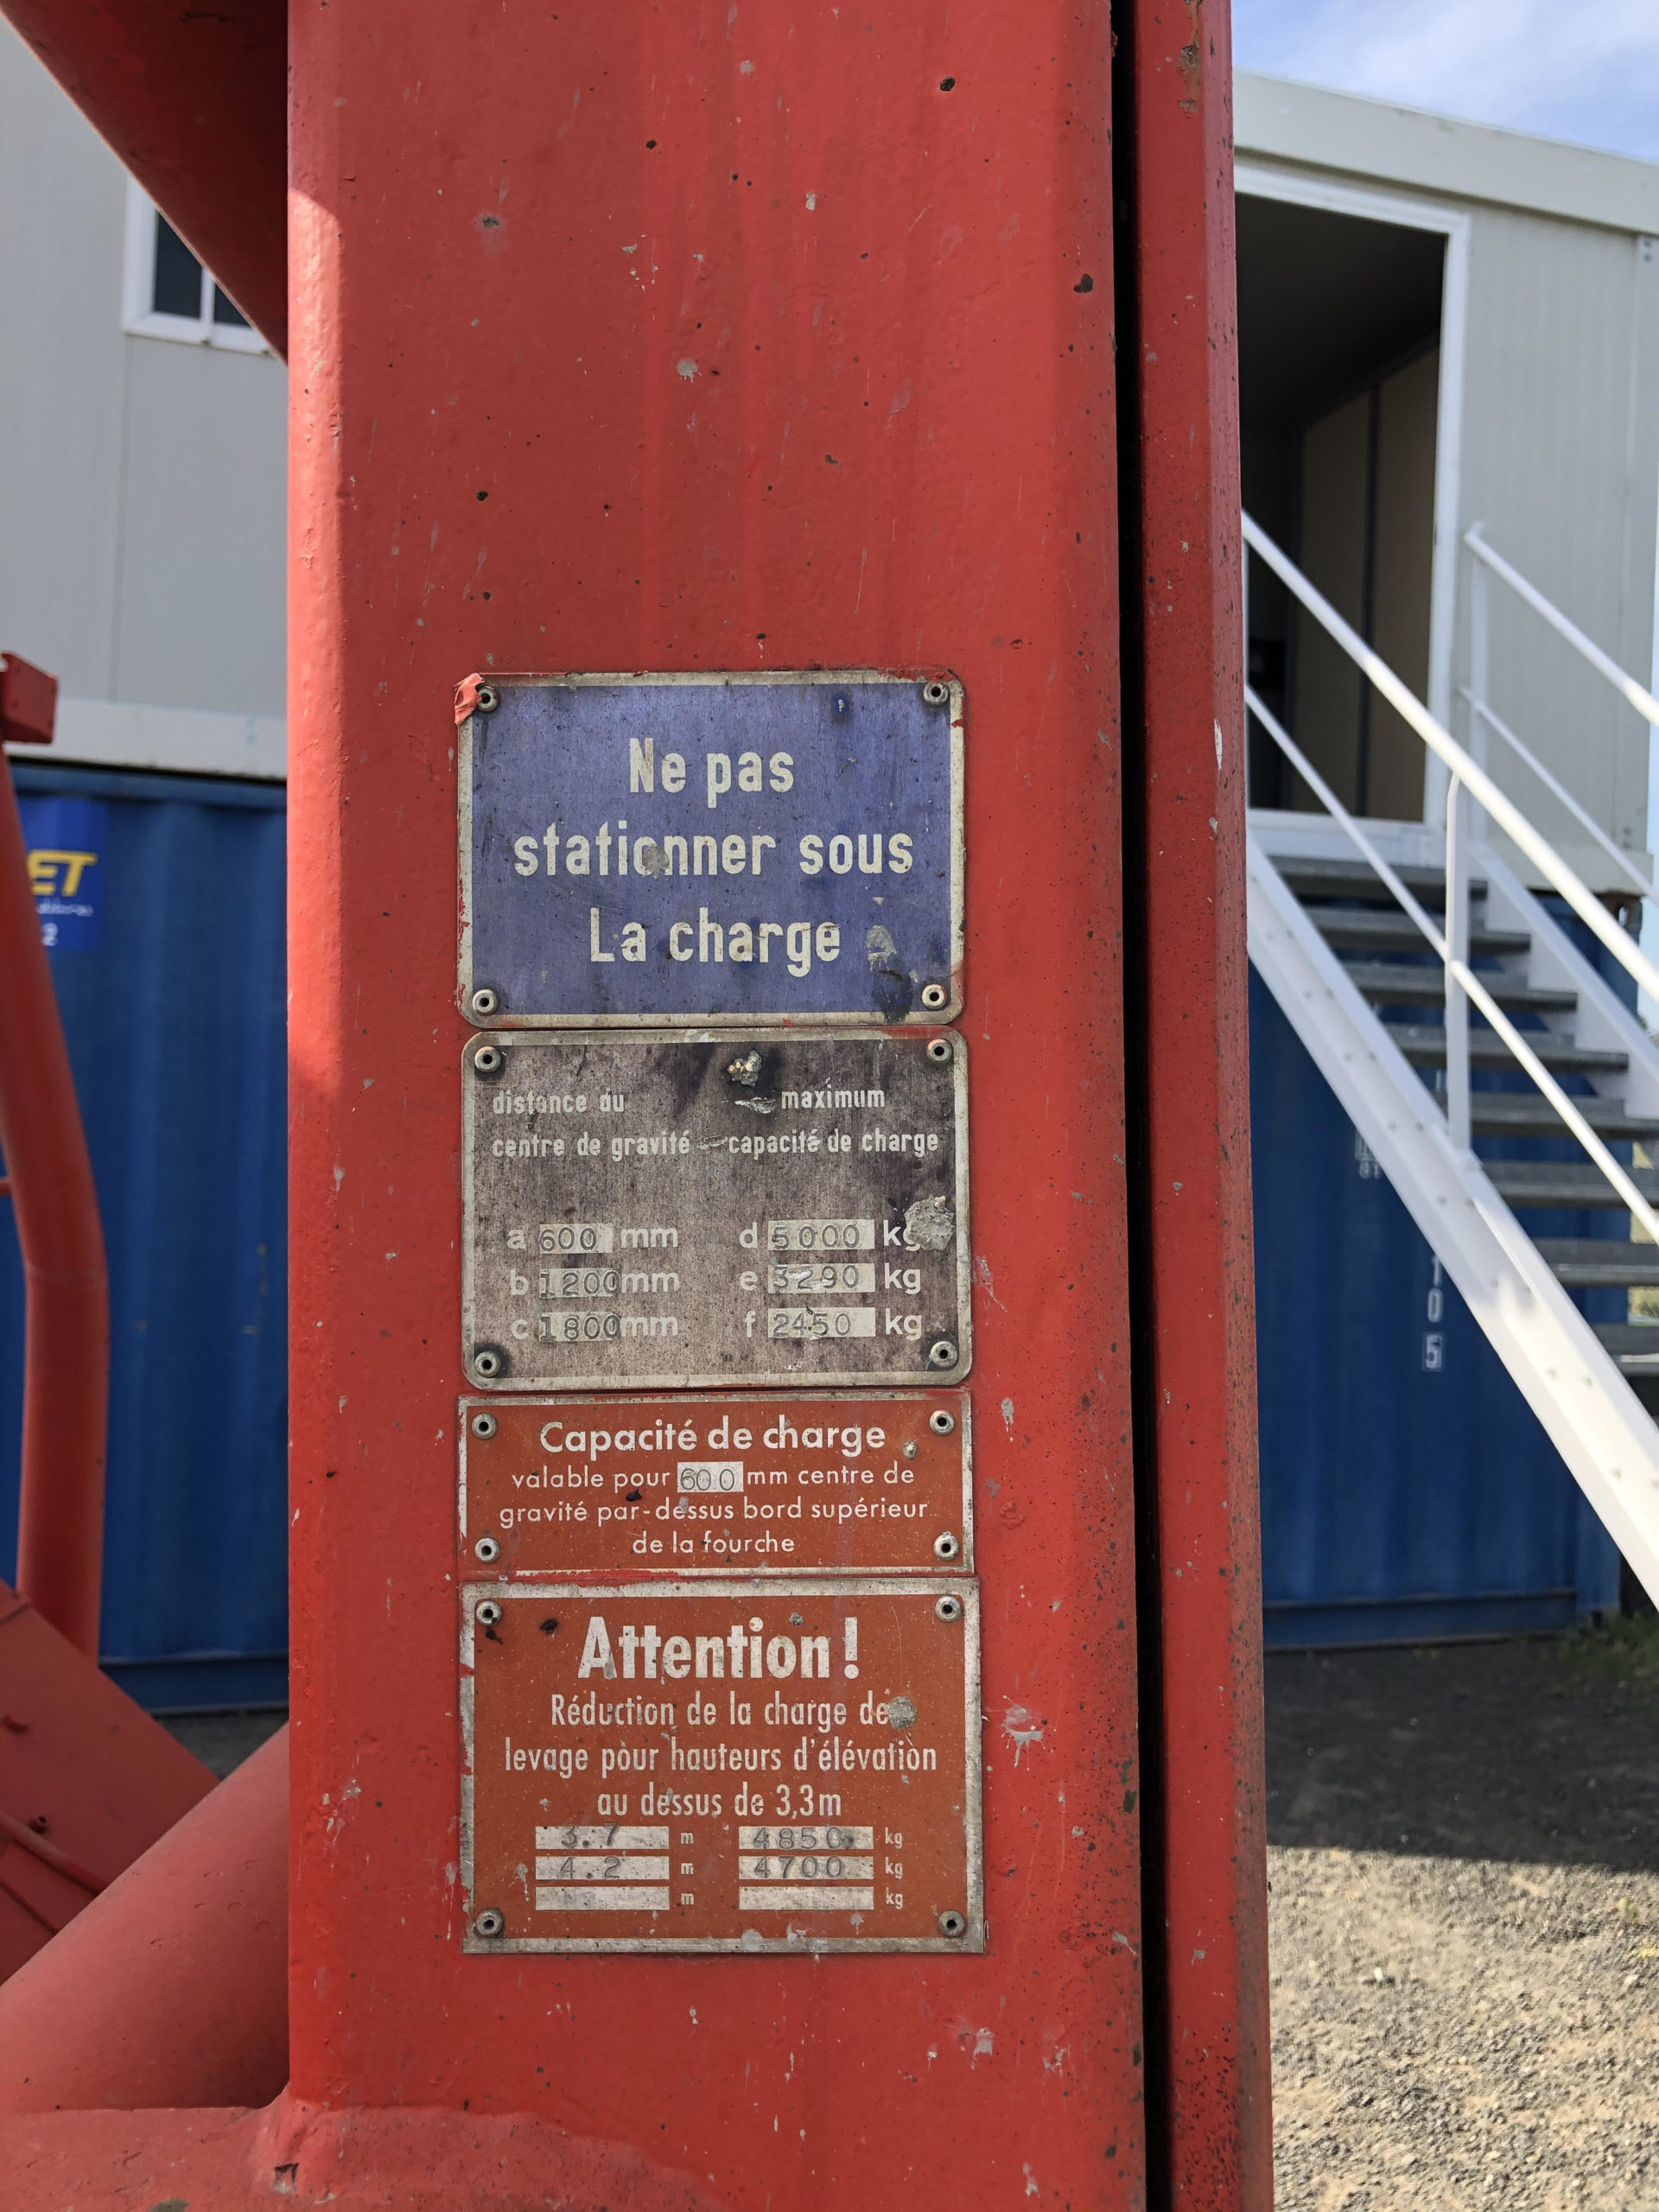 Ne pas
stationner sous
La charge
distance du maximum
centre de gravité capacité de charge
a 600 mm d 5000 kg
b 1200 mm e 3290 kg
c 1800 mm f 2450 kg
Capacité de charge
valable pour 600 mm centre de
gravité par-dessus bord supérieur
de la fourche
Attention!
Réduction de la charge de
levage pour hauteurs d'élévation
au dessus de 3,3m
3.7 m 4850 kg
4.2 m 4700 kg
m kg
ET
2
105